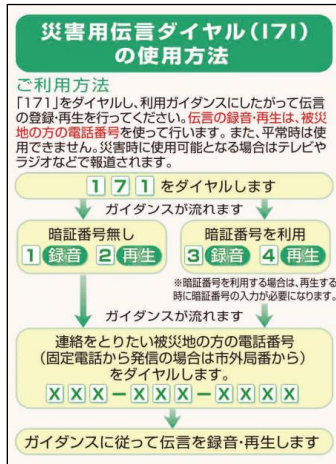 災害用伝言ダイヤル(171)
の使用方法
ご利用方法
「171」をダイヤルし、利用ガイダンスにしたがって伝言
の登録・再生を行ってください。伝言の録音・再生は、被災
地の方の電話番号を使って行います。また、平常時は使
用できません。災害時に使用可能となる場合はテレビや
ラジオなどで報道されます。
1 7 1 をダイヤルします
ガイダンスが流れます
暗証番号無し 暗証番号を利用
1 録音 2 再生 3 録音 4 再生
※暗証番号を利用する場合は、再生する
時に暗証番号の入力が必要になります。
ガイダンスが流れます
連絡をとりたい被災地の方の電話番号
(固定電話から発信の場合は市外局番から)
をダイヤルします。
XXX-XXX-XXXX
ガイダンスに従って伝言を録音・再生します